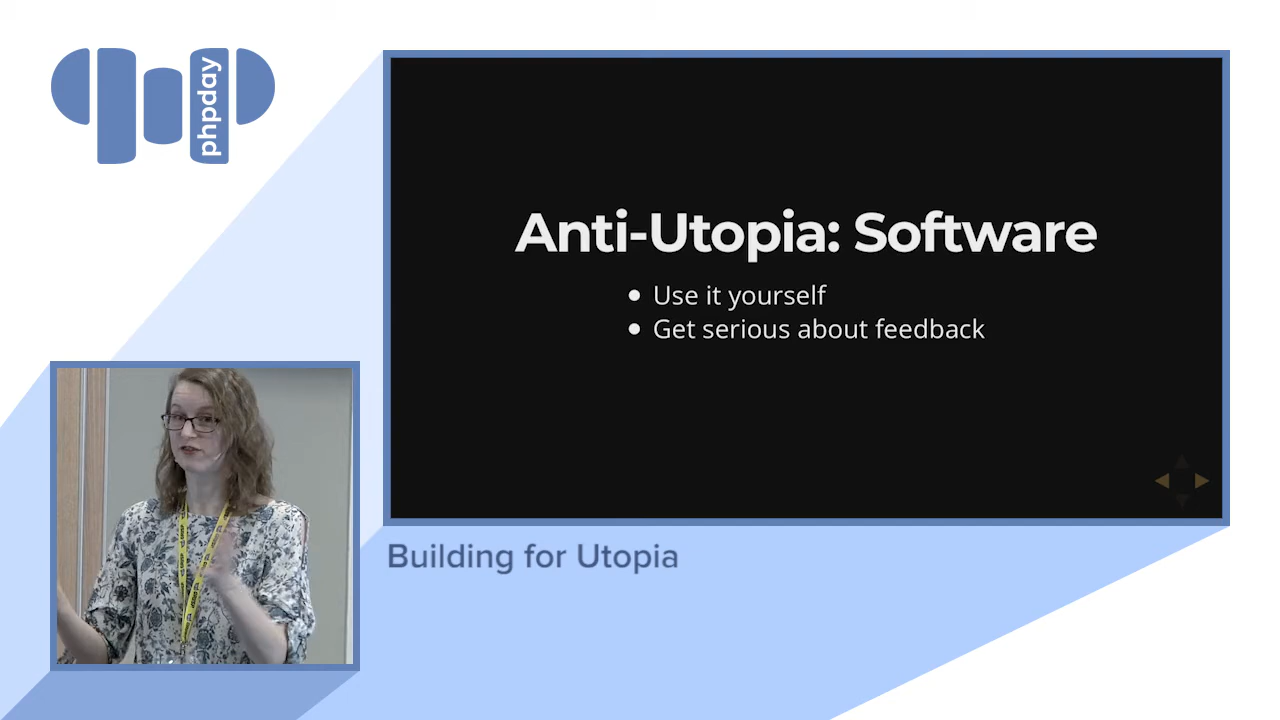 phpday
Anti-Utopia: Software
Use it yourself
Get serious about feedback
Building for Utopia